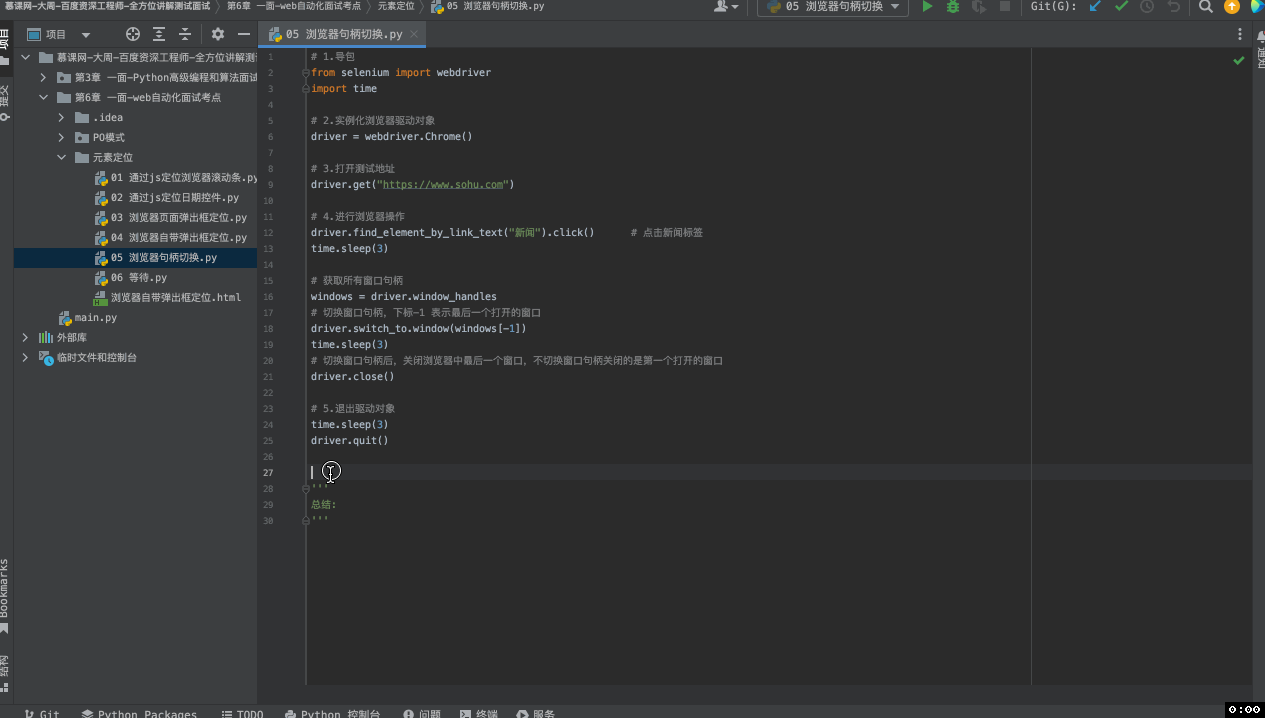 慕课网-大周-百度资深工程师-全方位讲解测试面试 第6章 一面-web自动化面试考点 元素定位 05 浏览器句柄切换.py
05 浏览器句柄切换
Git(G):
项目
项目
提交
慕课网-大周-百度资深工程师-全方位讲解测
第3章 一面-Python高级编程和算法面试
第6章 一面-web自动化面试考点
.idea
PO模式
元素定位
01 通过js定位浏览器滚动条.py
02 通过js定位日期控件.py
03 浏览器页面弹出框定位.py
04 浏览器自带弹出框定位.py
05 浏览器句柄切换.py
06 等待.py
浏览器自带弹出框定位.html
main.py
外部库
临时文件和控制台
Bookmarks
结构
05 浏览器句柄切换.py
1 # 1.导包
2 from selenium import webdriver
3 import time
4
5 # 2.实例化浏览器驱动对象
6 driver = webdriver.Chrome()
7
8 # 3.打开测试地址
9 driver.get("https://www.sohu.com")
10
11 # 4.进行浏览器操作
12 driver.find_element_by_link_text("新闻").click() # 点击新闻标签
13 time.sleep(3)
14
15 # 获取所有窗口句柄
16 windows = driver.window_handles
17 # 切换窗口句柄，下标-1 表示最后一个打开的窗口
18 driver.switch_to.window(windows[-1])
19 time.sleep(3)
20 # 切换窗口句柄后，关闭浏览器中最后一个窗口，不切换窗口句柄关闭的是第一个打开的窗口
21 driver.close()
22
23 # 5.退出驱动对象
24 time.sleep(3)
25 driver.quit()
26
27
28 '''
29 总结:
30 '''
Git Python Packages TODO Python 控制台 问题 终端 服务
0:00